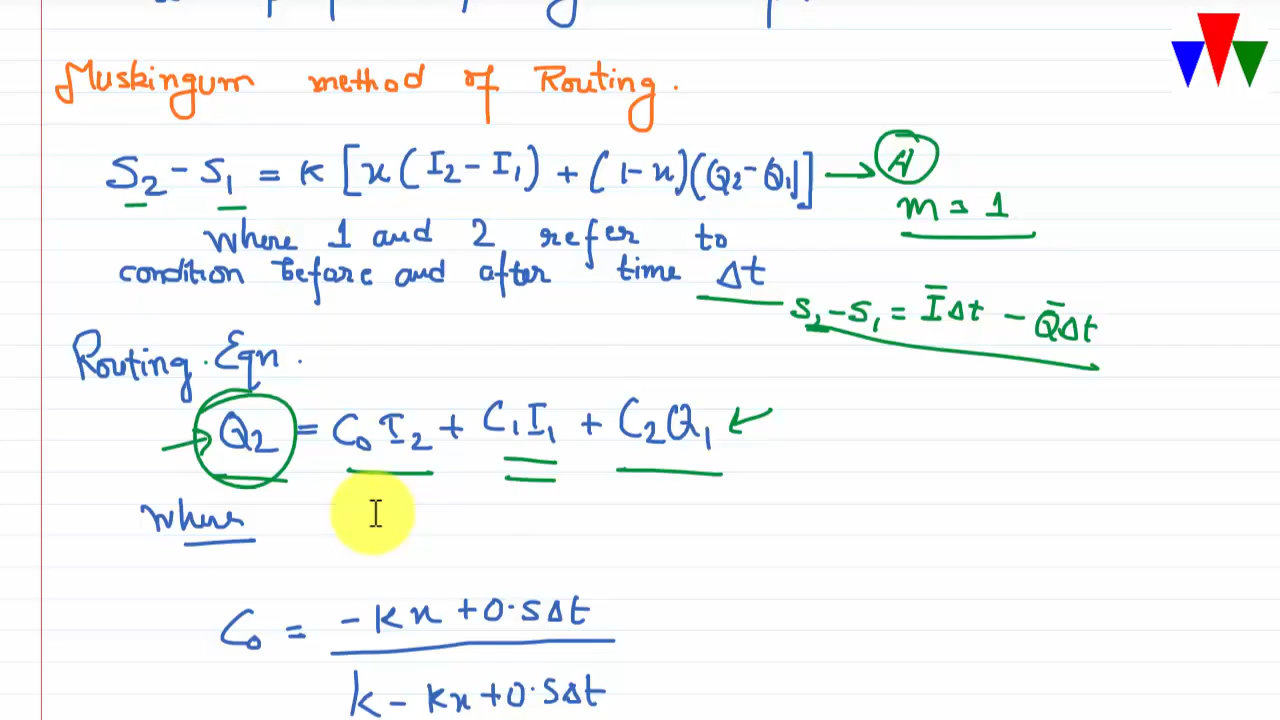 Muskingum method of Routing.
S2 - S1 = K [x(I2 - I1) + (1-x)(Q2 - Q1)] → A
m = 1
where 1 and 2 refer to
condition before and after time Δt
S2 - S1 = ĪΔt - Q̄Δt
Routing. Eqn.
→ Q2 = C0 I2 + C1 I1 + C2 Q1 ←
where
C0 = -Kx + 0.5Δt
K - Kx + 0.5Δt